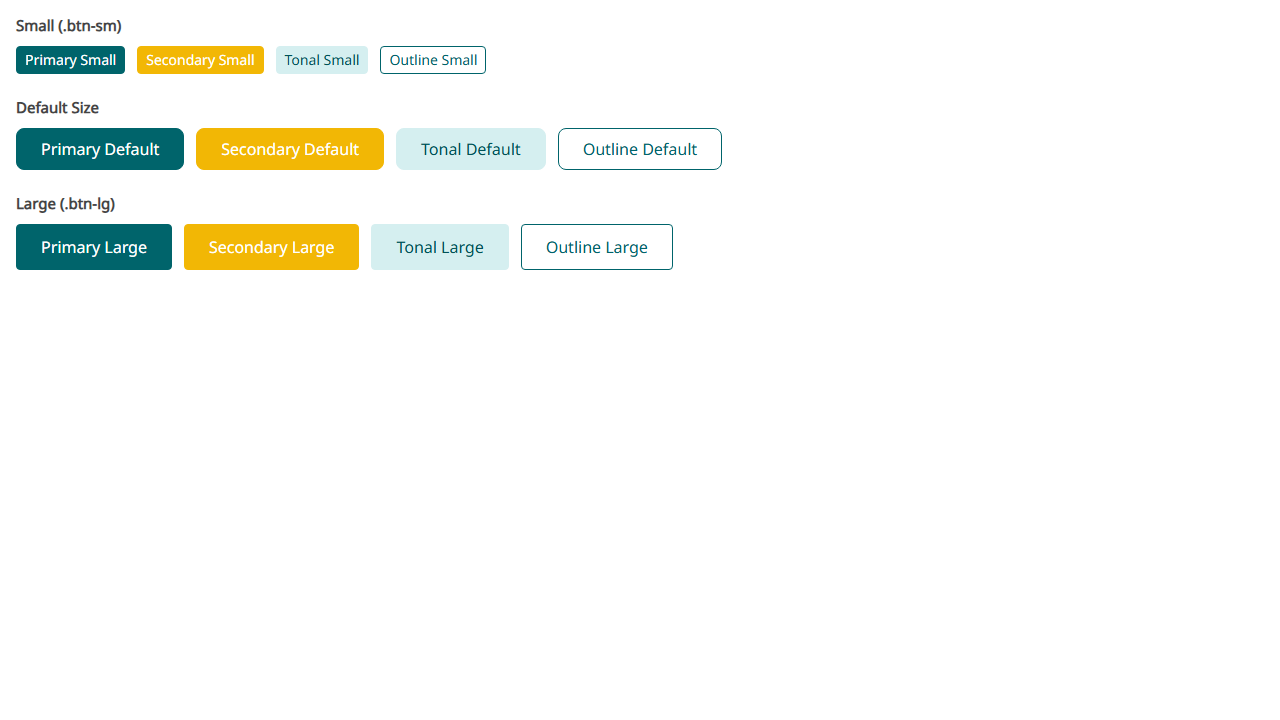 Small (.btn-sm)
Primary Small Secondary Small Tonal Small Outline Small
Default Size
Primary Default Secondary Default Tonal Default Outline Default
Large (.btn-lg)
Primary Large Secondary Large Tonal Large Outline Large